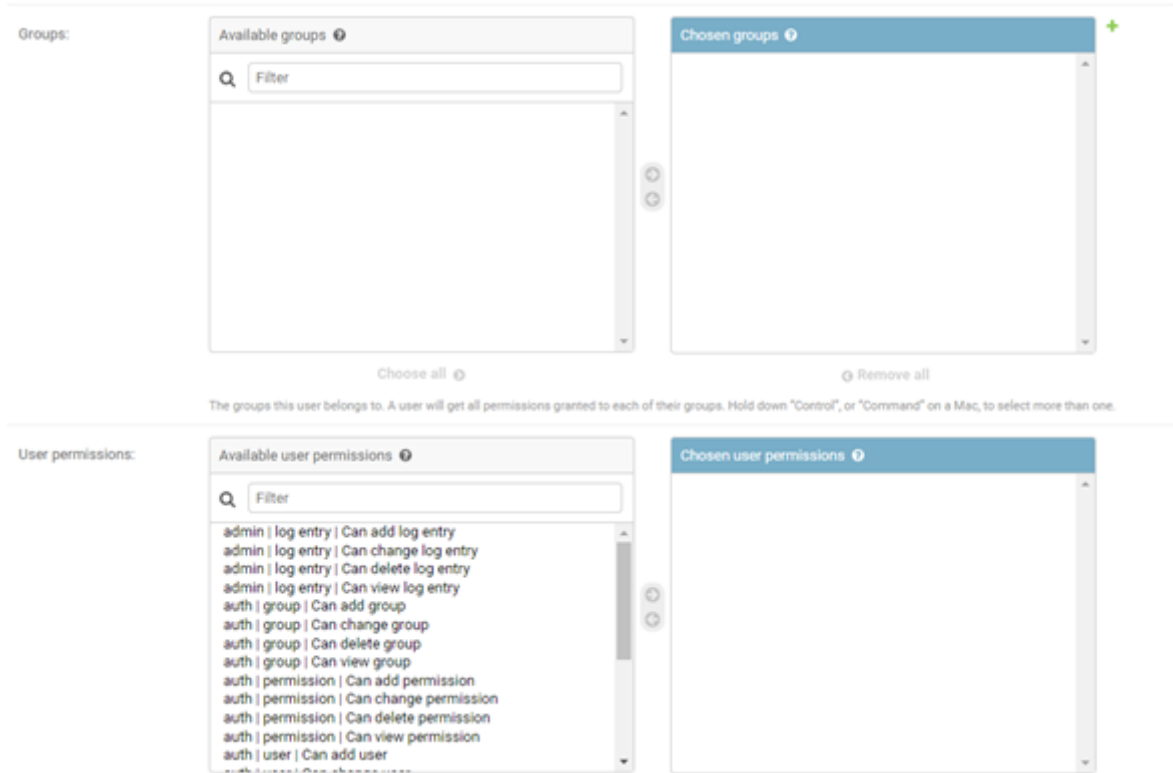 Groups:
Available groups
Chosen groups
Filter
Choose all
Remove all
The groups this user belongs to. A user will get all permissions granted to each of their groups. Hold down "Control", or "Command" on a Mac, to select more than one.
User permissions:
Available user permissions
Chosen user permissions
Filter
admin | log entry | Can add log entry
admin | log entry | Can change log entry
admin | log entry | Can delete log entry
admin | log entry | Can view log entry
auth | group | Can add group
auth | group | Can change group
auth | group | Can delete group
auth | group | Can view group
auth | permission | Can add permission
auth | permission | Can change permission
auth | permission | Can delete permission
auth | permission | Can view permission
auth | user | Can add user
auth | user | Can change user